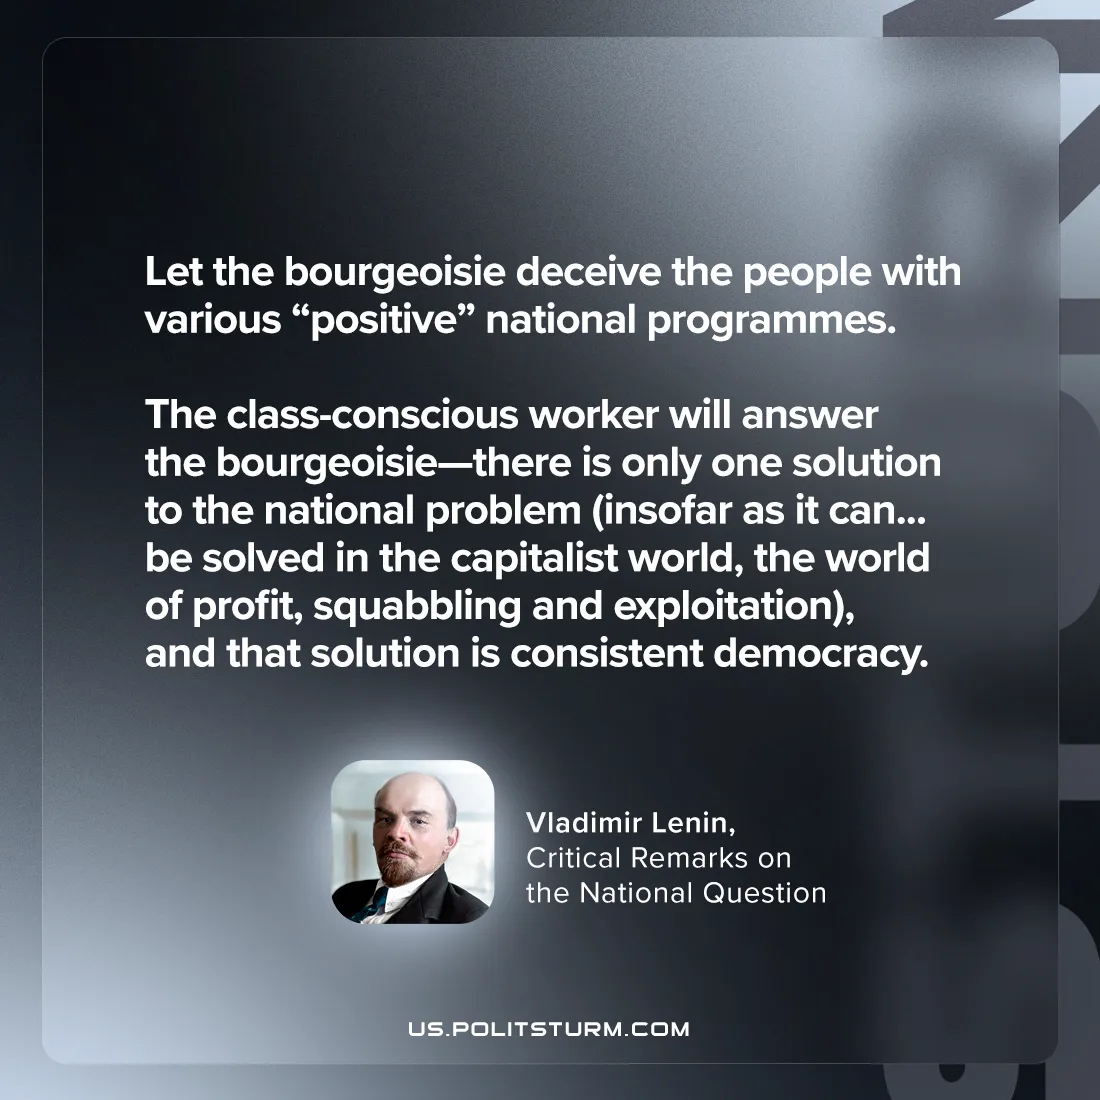 Let the bourgeoisie deceive the people with
various “positive” national programmes.
The class-conscious worker will answer
the bourgeoisie—there is only one solution
to the national problem (insofar as it can...
be solved in the capitalist world, the world
of profit, squabbling and exploitation),
and that solution is consistent democracy.
Vladimir Lenin,
Critical Remarks on
the National Question
US.POLITSTURM.COM